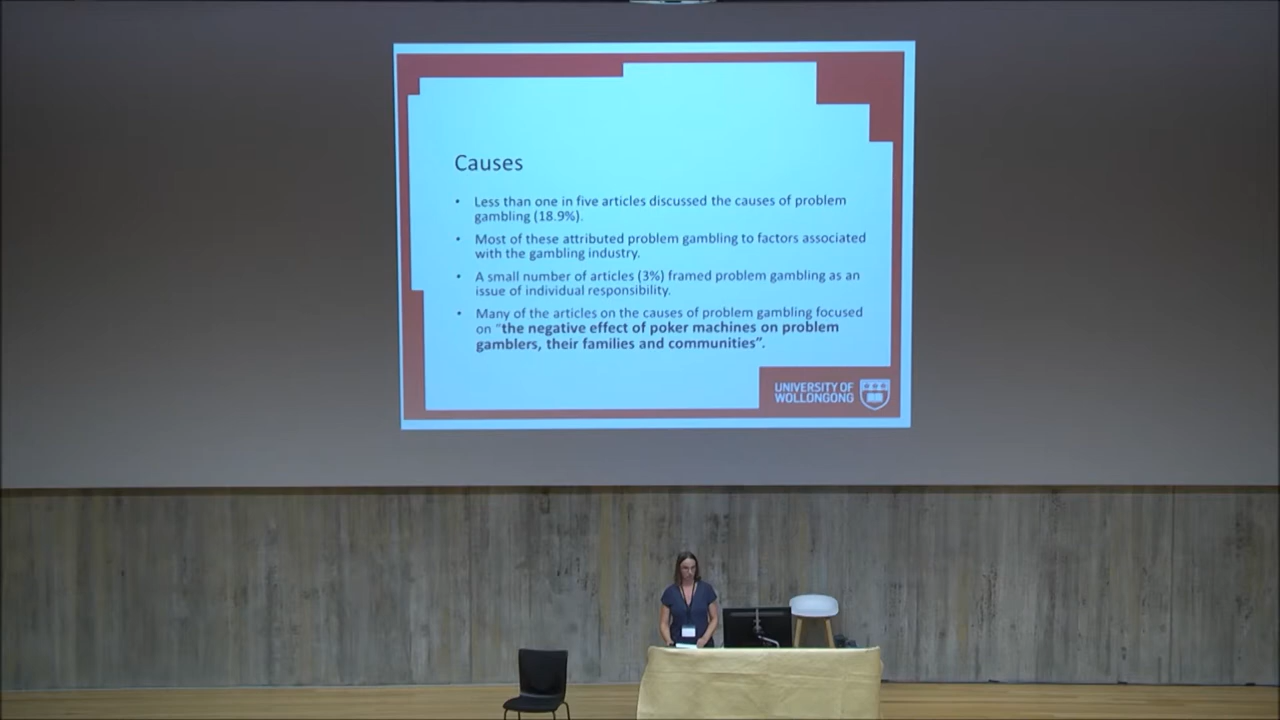 Causes
• Less than one in five articles discussed the causes of problem
gambling (18.9%).
• Most of these attributed problem gambling to factors associated
with the gambling industry.
• A small number of articles (3%) framed problem gambling as an
issue of individual responsibility.
• Many of the articles on the causes of problem gambling focused
on “the negative effect of poker machines on problem
gamblers, their families and communities”.
UNIVERSITY OF
WOLLONGONG